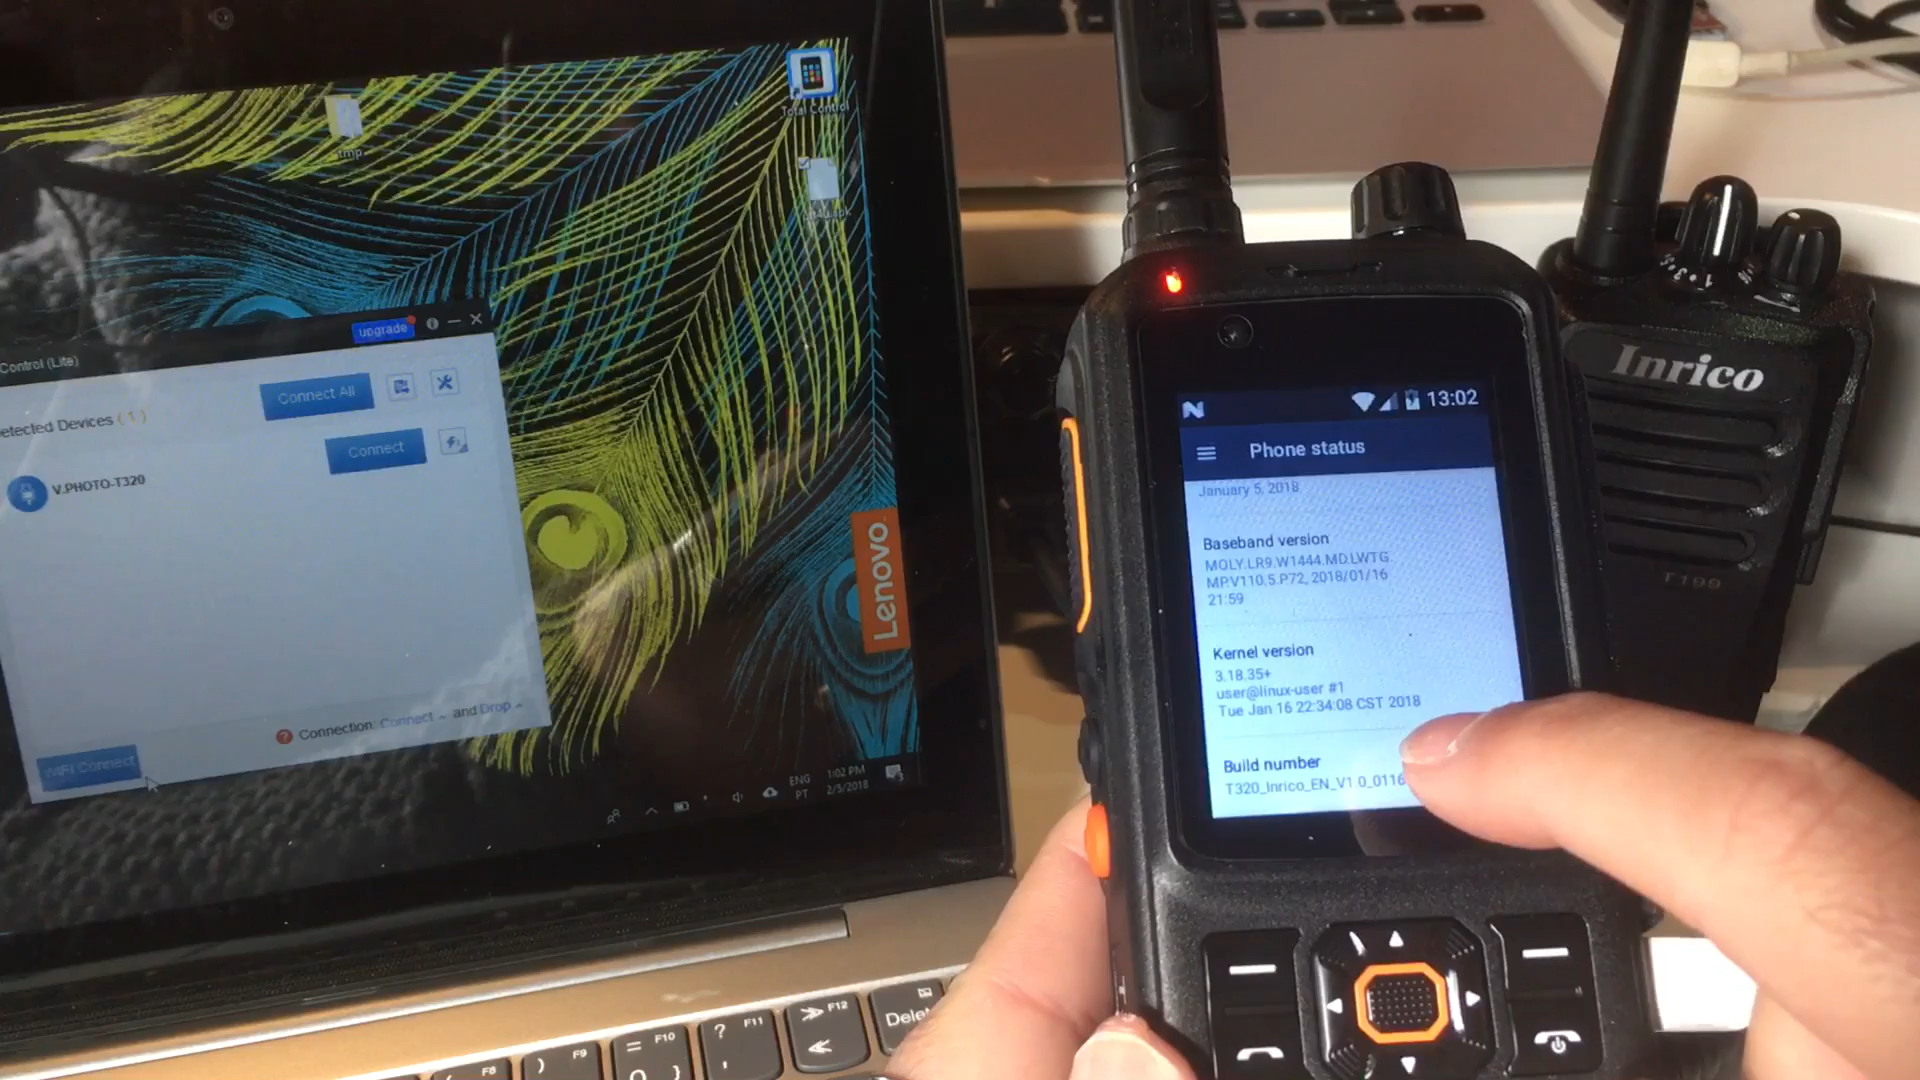 Total Control
tmp
upgrade
Control (Lite)
Connect All
etected Devices (1)
Connect
V.PHOTO-T320
Connection: Connect and Drop
WIFI Connect
Lenovo
ENG
PT
1:02 PM
2/5/2018
F8
F9
F10
F11
F12
Delet
13:02
Phone status
January 5, 2018
Baseband version
MOLY.LR9.W1444.MD.LWTG.
MP.V110.5.P72, 2018/01/16
21:59
Kernel version
3.18.35+
user@linux-user #1
Tue Jan 16 22:34:08 CST 2018
Build number
T320_Inrico_EN_V1.0_0116
Inrico
T199